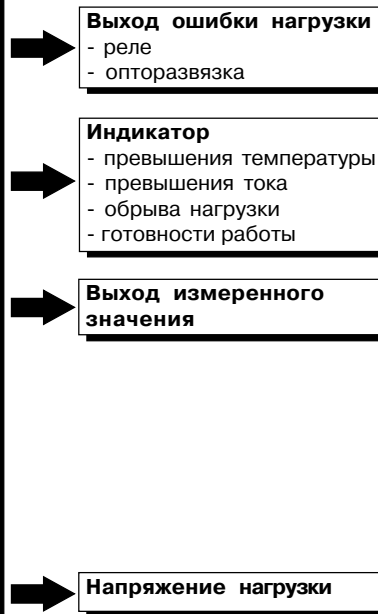 Выход ошибки нагрузки
- реле
- опторазвязка
Индикатор
- превышения температуры
- превышения тока
- обрыва нагрузки
- готовности работы
Выход измеренного
значения
Напряжение нагрузки